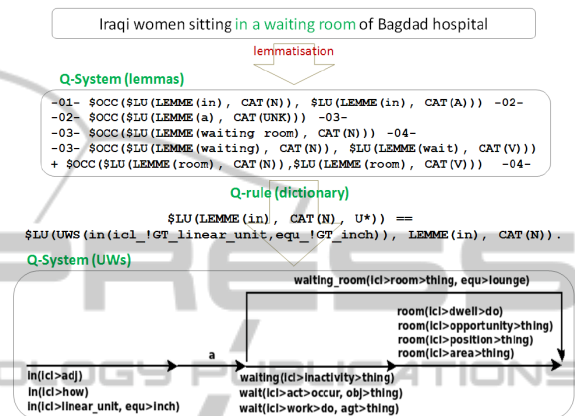 Iraqi women sitting in a waiting room of Bagdad hospital
lemmatisation
Q-System (lemmas)
-01- $OCC($LU(LEMME(in), CAT(N)), $LU(LEMME(in), CAT(A))) -02-
-02- $OCC($LU(LEMME(a), CAT(UNK)) -03-
-03- $OCC($LU(LEMME(waiting room), CAT(N))) -04-
-03- $OCC($LU(LEMME(waiting), CAT(N)), $LU(LEMME(wait), CAT(V)))
+ $OCC($LU(LEMME(room), CAT(N)),$LU(LEMME(room), CAT(V)) -04-
Q-rule (dictionary)
$LU(LEMME(in), CAT(N), U*)) ==
$LU(UWS(in(icl_!GT_linear_unit,equ_!GT_inch)), LEMME(in), CAT(N)).
Q-System (UWs)
waiting_room(icl>room>thing, equ>lounge)
room(icl>dwell>do)
room(icl>opportunity>thing)
room(icl>position>thing)
room(icl>area>thing)
a
in(icl>adj)
in(icl>how)
in(icl>linear_unit, equ>inch)
waiting(icl>inactivity>thing)
wait(icl>act>occur, obj>thing)
wait(icl>work>do, agt>thing)
PRESS
OLOGY PUBLICATIONS